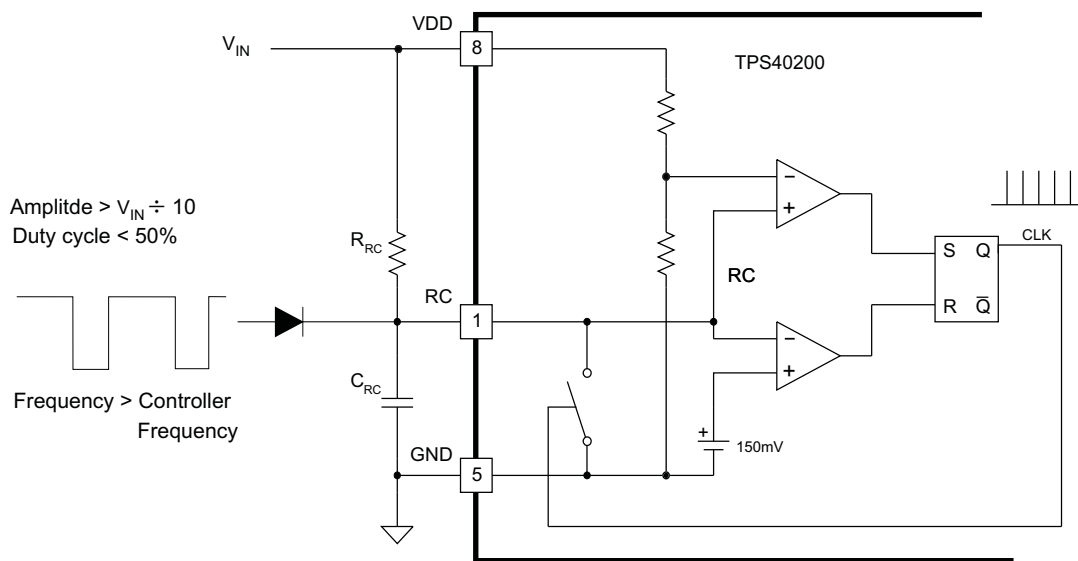 VDD
V_IN
8
TPS40200
Amplitde > V_IN ÷ 10
Duty cycle < 50%
R_RC
−
+
CLK
S Q
RC
RC
1
R Q̅
−
+
C_RC
Frequency > Controller
Frequency
GND
+
150mV
5